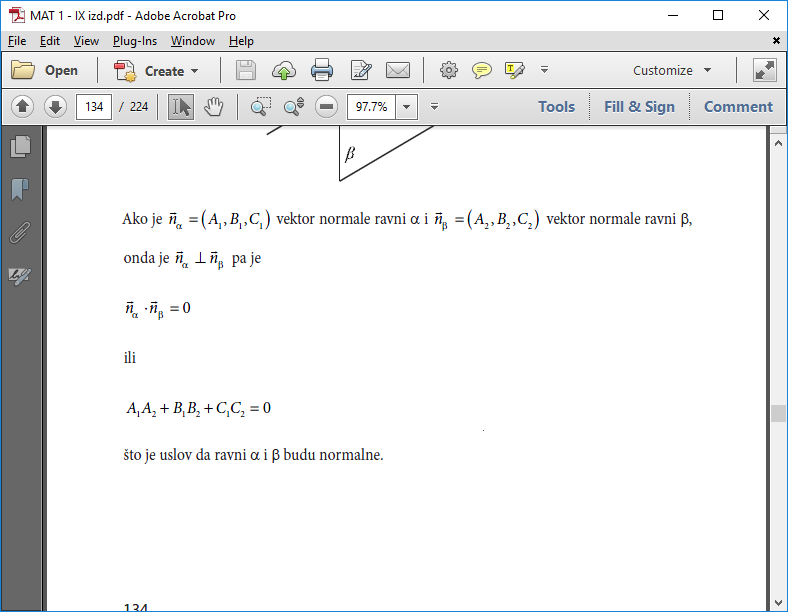 MAT 1 - IX izd.pdf - Adobe Acrobat Pro
File Edit View Plug-Ins Window Help
Open Create Customize
134 / 224 97.7% Tools Fill & Sign Comment
β
Ako je n⃗α = (A₁, B₁, C₁) vektor normale ravni α i n⃗β = (A₂, B₂, C₂) vektor normale ravni β,
onda je n⃗α ⊥ n⃗β pa je
n⃗α · n⃗β = 0
ili
A₁A₂ + B₁B₂ + C₁C₂ = 0
što je uslov da ravni α i β budu normalne.
134